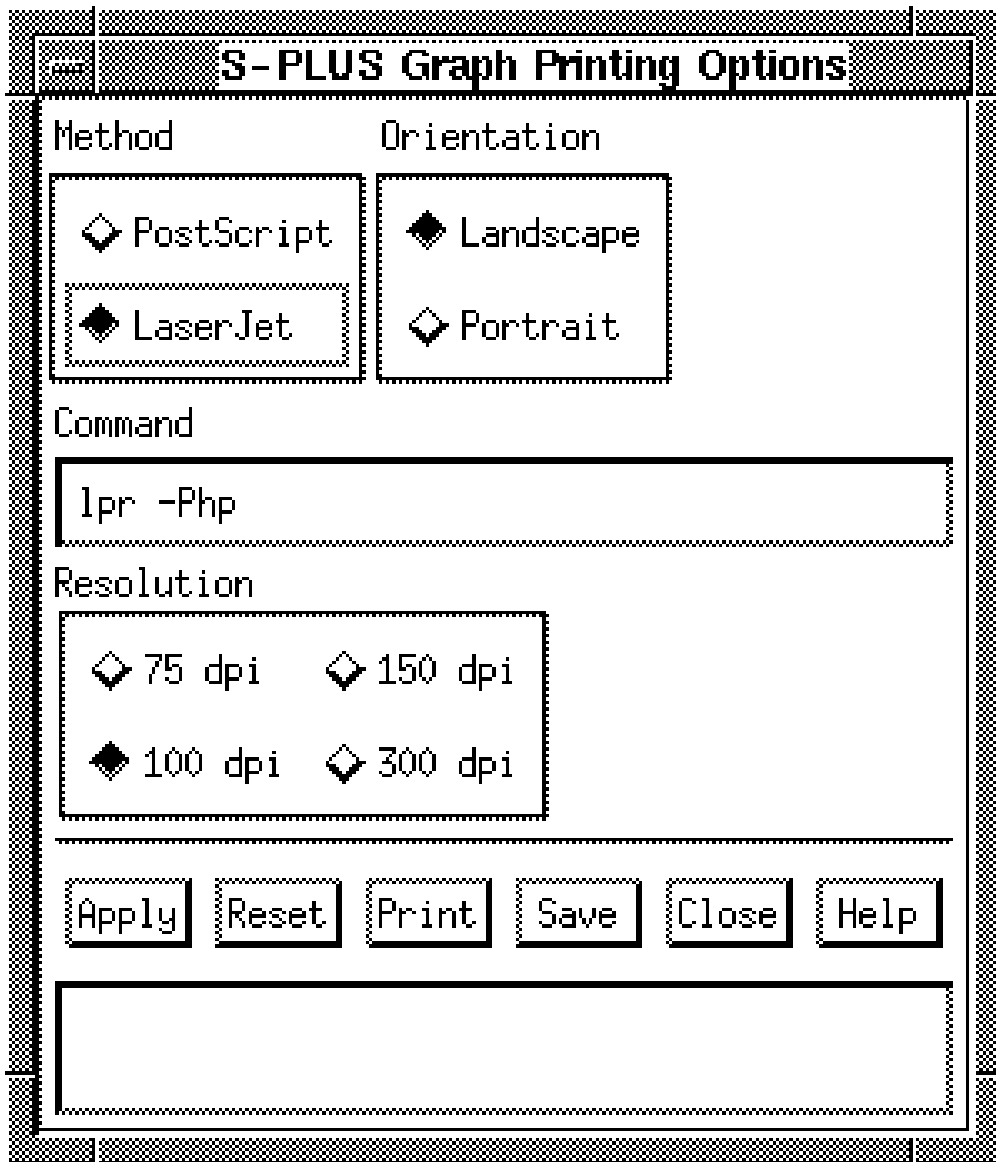 S-PLUS Graph Printing Options
Method Orientation
PostScript Landscape
LaserJet Portrait
Command
lpr -Php
Resolution
75 dpi 150 dpi
100 dpi 300 dpi
Apply Reset Print Save Close Help